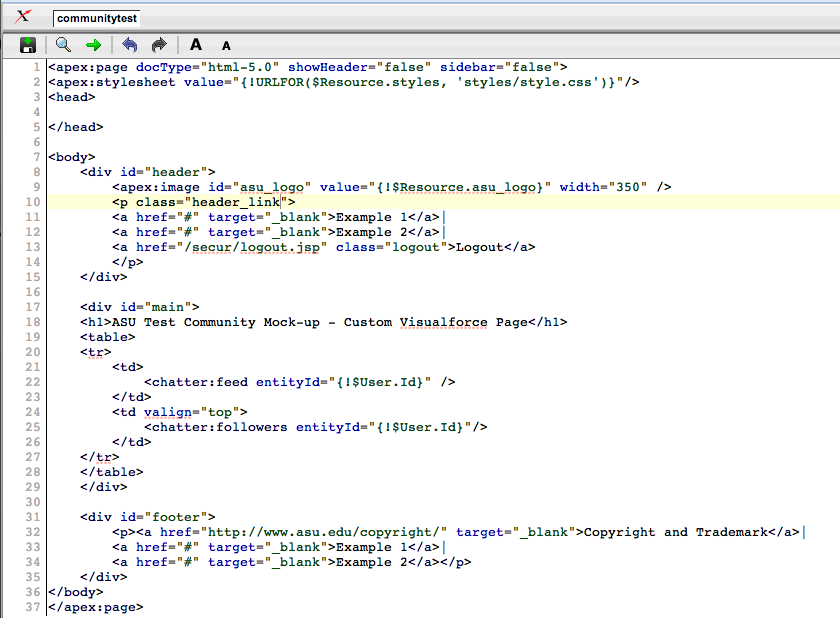 communitytest
A A
1 <apex:page docType="html-5.0" showHeader="false" sidebar="false">
2 <apex:stylesheet value="{!URLFOR($Resource.styles, 'styles/style.css')}"/>
3 <head>
4
5 </head>
6
7 <body>
8     <div id="header">
9         <apex:image id="asu_logo" value="{!$Resource.asu_logo}" width="350" />
10         <p class="header_link">
11         <a href="#" target="_blank">Example 1</a>|
12         <a href="#" target="_blank">Example 2</a>|
13         <a href="/secur/logout.jsp" class="logout">Logout</a>
14         </p>
15     </div>
16
17     <div id="main">
18     <h1>ASU Test Community Mock-up - Custom Visualforce Page</h1>
19     <table>
20     <tr>
21         <td>
22             <chatter:feed entityId="{!$User.Id}" />
23         </td>
24         <td valign="top">
25             <chatter:followers entityId="{!$User.Id}"/>
26         </td>
27     </tr>
28     </table>
29     </div>
30
31     <div id="footer">
32         <p><a href="http://www.asu.edu/copyright/" target="_blank">Copyright and Trademark</a>|
33         <a href="#" target="_blank">Example 1</a>|
34         <a href="#" target="_blank">Example 2</a></p>
35     </div>
36 </body>
37 </apex:page>